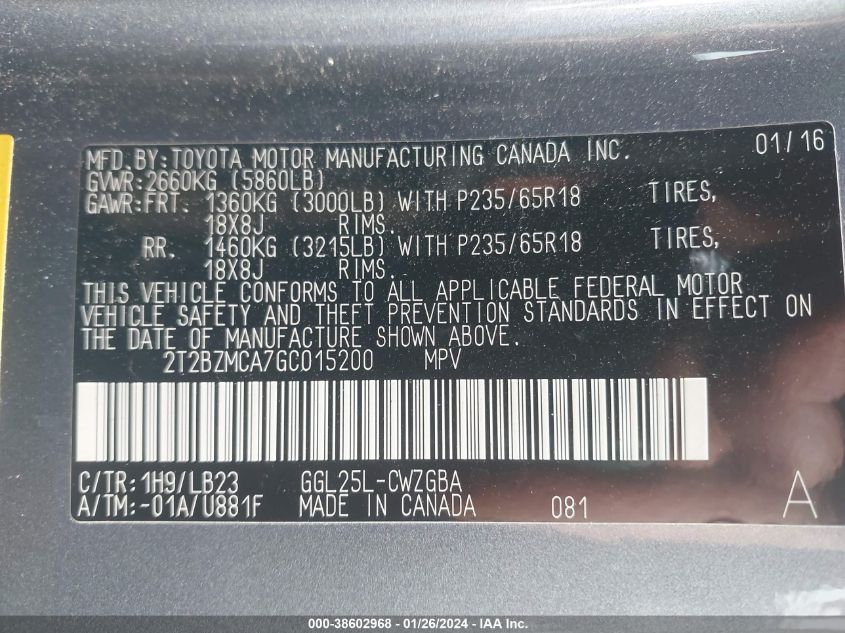 MFD. BY: TOYOTA MOTOR MANUFACTURING CANADA INC. 01/16
GVWR: 2660KG (5860LB)
GAWR: FRT. 1360KG (3000LB) WITH P235/65R18 TIRES,
18X8J RIMS.
RR. 1460KG (3215LB) WITH P235/65R18 TIRES,
18X8J RIMS.
THIS VEHICLE CONFORMS TO ALL APPLICABLE FEDERAL MOTOR
VEHICLE SAFETY AND THEFT PREVENTION STANDARDS IN EFFECT ON
THE DATE OF MANUFACTURE SHOWN ABOVE.
2T2BZMCA7GC015200 MPV
C/TR: 1H9/LB23 GGL25L-CWZGBA
A/TM: -01A/U881F MADE IN CANADA 081 A
000-38602968 - 01/26/2024 - IAA Inc.